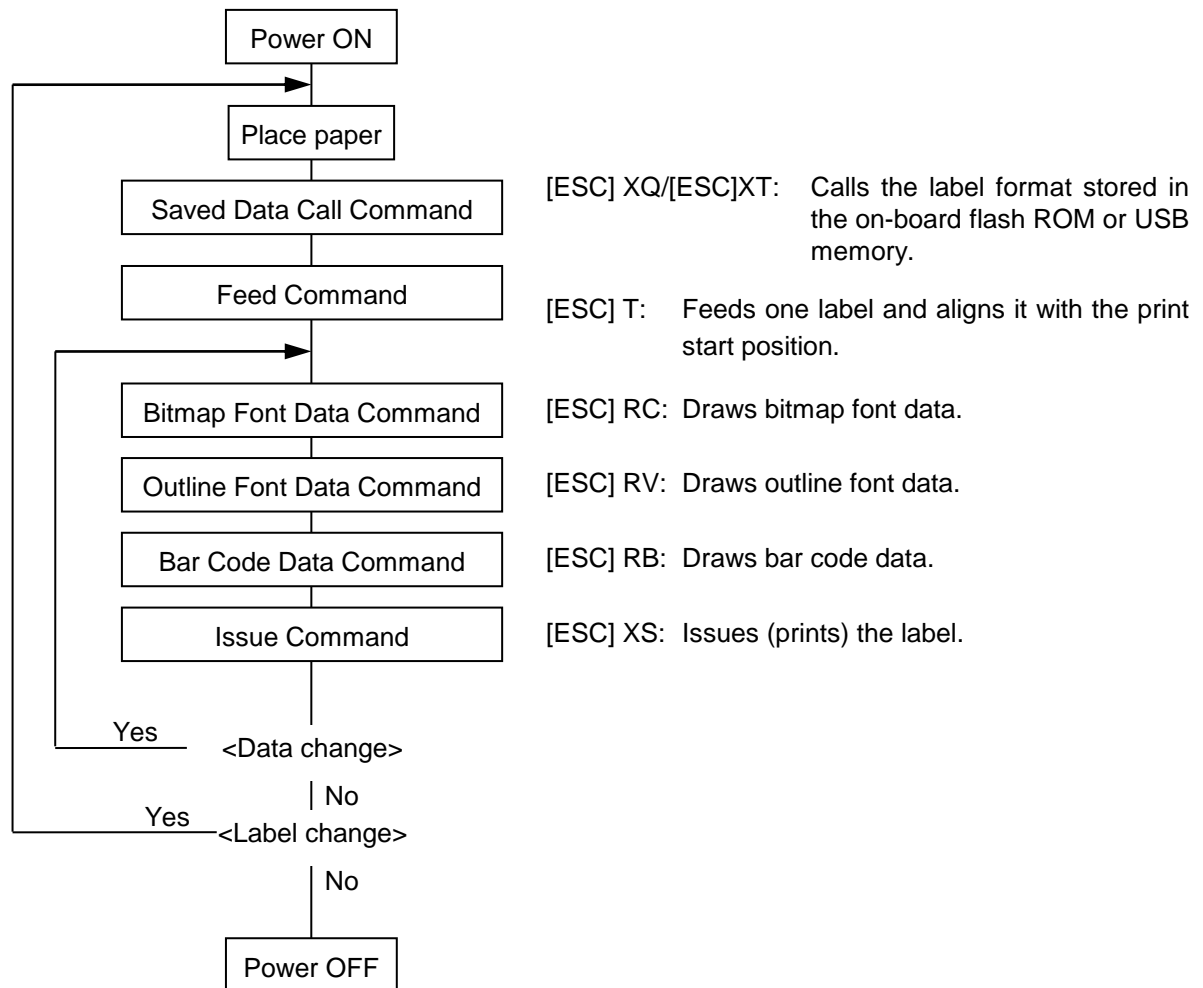 Power ON
Place paper
Saved Data Call Command
[ESC] XQ/[ESC]XT: Calls the label format stored in
the on-board flash ROM or USB
memory.
Feed Command
[ESC] T: Feeds one label and aligns it with the print
start position.
Bitmap Font Data Command
[ESC] RC: Draws bitmap font data.
Outline Font Data Command
[ESC] RV: Draws outline font data.
Bar Code Data Command
[ESC] RB: Draws bar code data.
Issue Command
[ESC] XS: Issues (prints) the label.
Yes
<Data change>
No
Yes
<Label change>
No
Power OFF